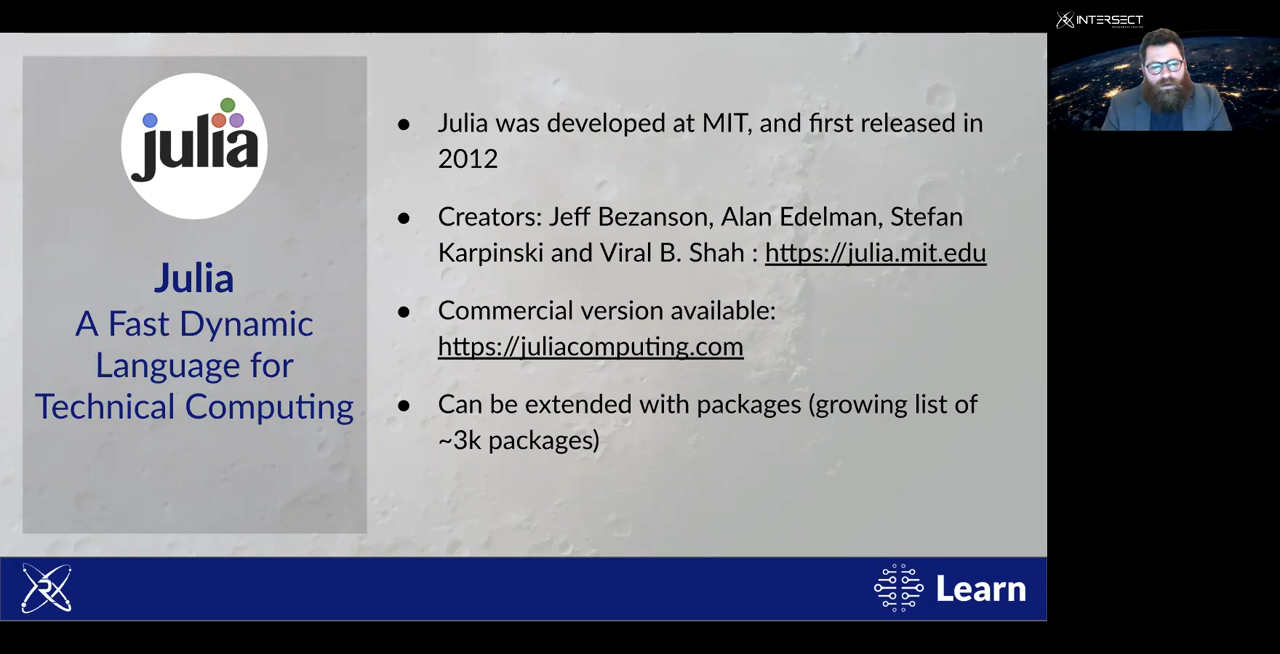 INTERSECT
julia
Julia
A Fast Dynamic
Language for
Technical Computing
● Julia was developed at MIT, and first released in
2012
● Creators: Jeff Bezanson, Alan Edelman, Stefan
Karpinski and Viral B. Shah : https://julia.mit.edu
● Commercial version available:
https://juliacomputing.com
● Can be extended with packages (growing list of
~3k packages)
Learn